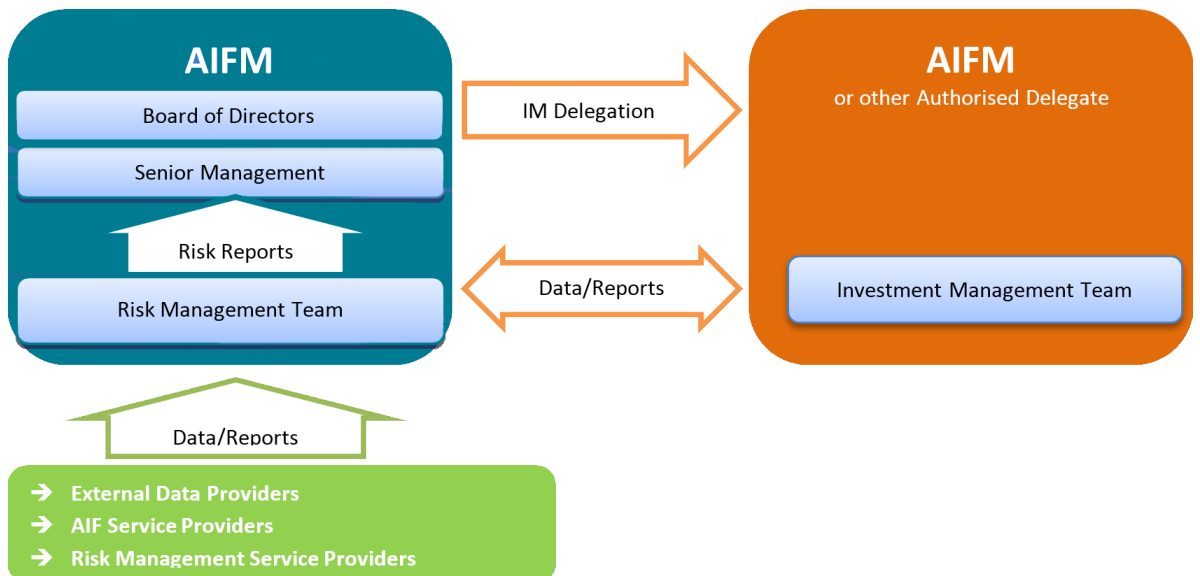 AIFM
Board of Directors
Senior Management
Risk Reports
Risk Management Team
IM Delegation
Data/Reports
AIFM
or other Authorised Delegate
Investment Management Team
Data/Reports
➔ External Data Providers
➔ AIF Service Providers
➔ Risk Management Service Providers